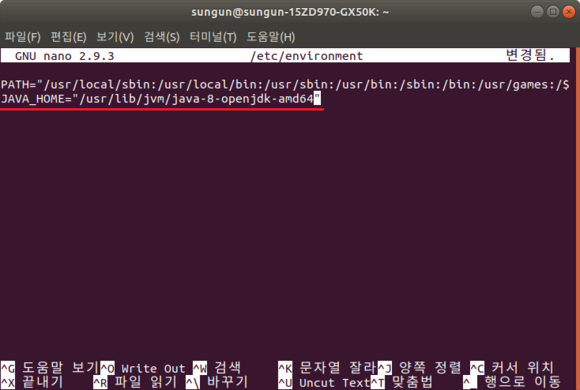 sungun@sungun-15ZD970-GX50K: ~
파일(F) 편집(E) 보기(V) 검색(S) 터미널(T) 도움말(H)
GNU nano 2.9.3 /etc/environment 변경됨.
PATH="/usr/local/sbin:/usr/local/bin:/usr/sbin:/usr/bin:/sbin:/bin:/usr/games:/$
JAVA_HOME="/usr/lib/jvm/java-8-openjdk-amd64"
^G 도움말 보기^O Write Out ^W 검색 ^K 문자열 잘라^J 양쪽 정렬 ^C 커서 위치
^X 끝내기 ^R 파일 읽기 ^\ 바꾸기 ^U Uncut Text^T 맞춤법 ^_ 행으로 이동